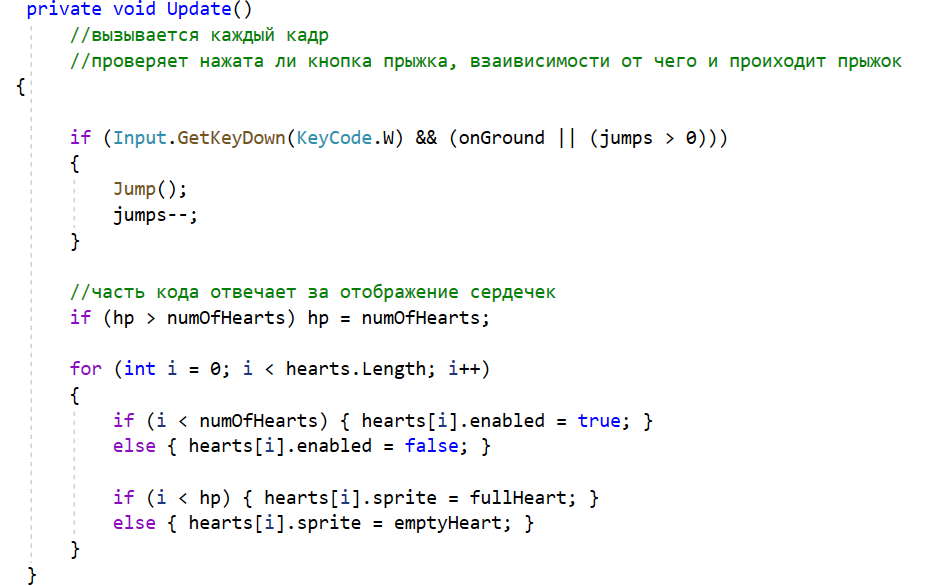 private void Update()
//вызывается каждый кадр
//проверяет нажата ли кнопка прыжка, взаивисимости от чего и проиходит прыжок
{
if (Input.GetKeyDown(KeyCode.W) && (onGround || (jumps > 0)))
{
Jump();
jumps--;
}
//часть кода отвечает за отображение сердечек
if (hp > numOfHearts) hp = numOfHearts;
for (int i = 0; i < hearts.Length; i++)
{
if (i < numOfHearts) { hearts[i].enabled = true; }
else { hearts[i].enabled = false; }
if (i < hp) { hearts[i].sprite = fullHeart; }
else { hearts[i].sprite = emptyHeart; }
}
}